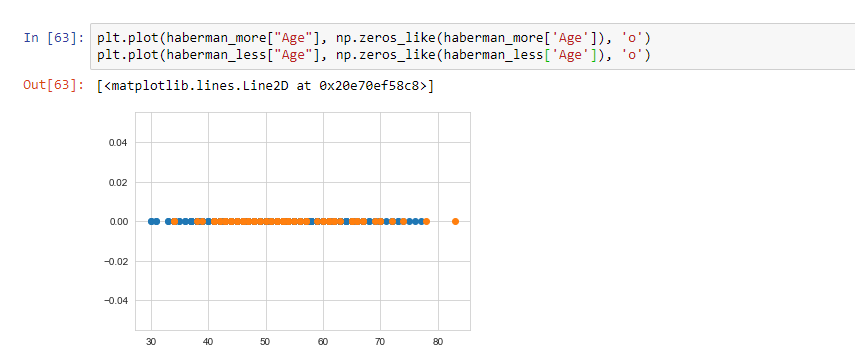 In [63]: plt.plot(haberman_more["Age"], np.zeros_like(haberman_more['Age']), 'o')
plt.plot(haberman_less["Age"], np.zeros_like(haberman_less['Age']), 'o')
Out[63]: [<matplotlib.lines.Line2D at 0x20e70ef58c8>]
0.04
0.02
0.00
−0.02
−0.04
30 40 50 60 70 80